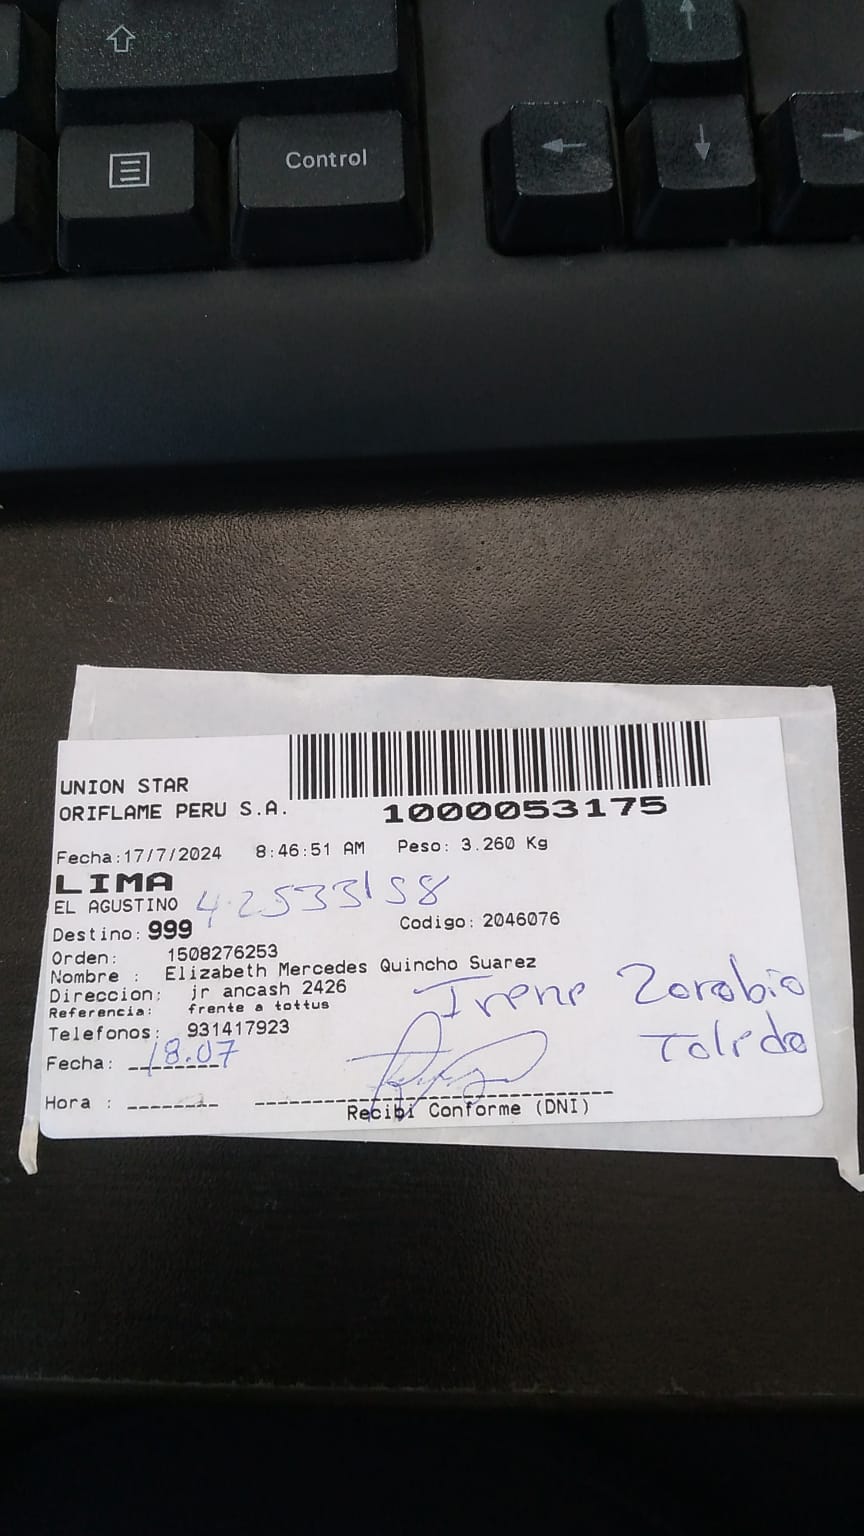 Control
UNION STAR
ORIFLAME PERU S.A.
1000053175
Fecha:17/7/2024 8:46:51 AM Peso: 3.260 Kg
LIMA
EL AGUSTINO 42533158
Destino: 999 Codigo: 2046076
Orden: 1508276253
Nombre : Elizabeth Mercedes Quincho Suarez
Direccion: jr ancash 2426
Referencia: frente a tottus
Irene Zorobio
Telefonos: 931417923
Toledo
Fecha: 18.07
Hora :
Recibi Conforme (DNI)